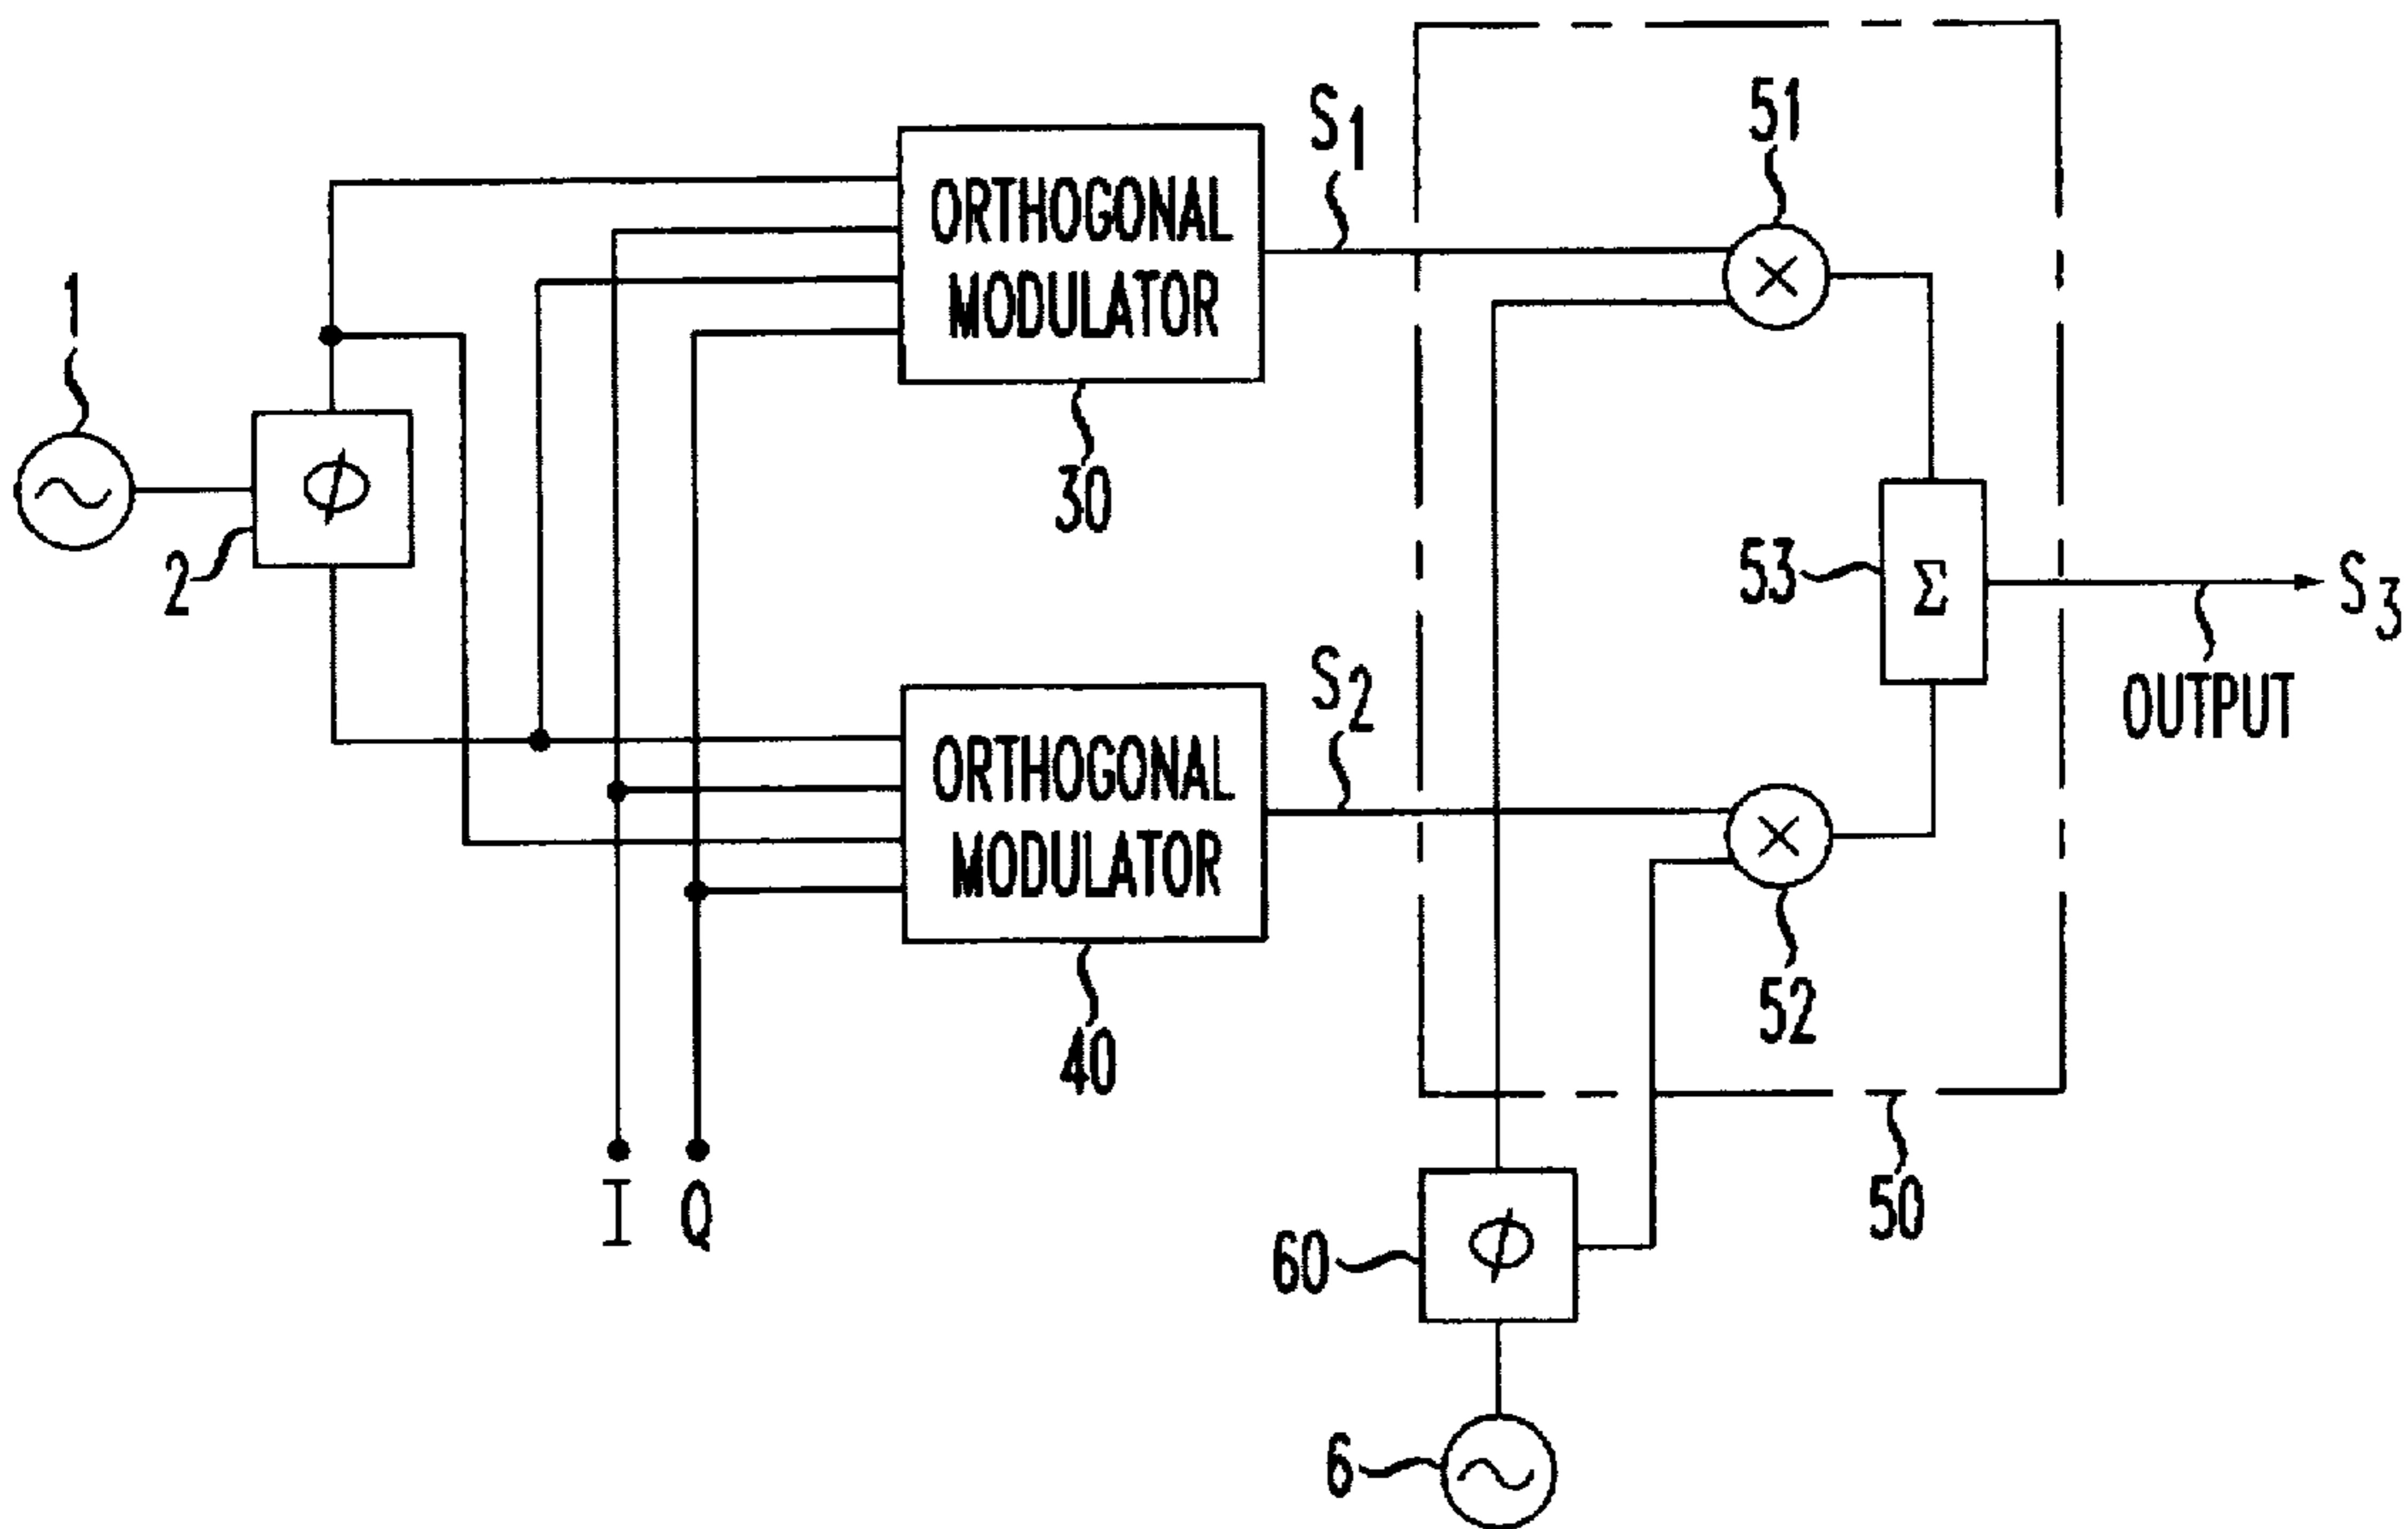 S1
51
ORTHOGONAL
MODULATOR
1
30
ϕ
2
53
Σ
S3
OUTPUT
S2
ORTHOGONAL
MODULATOR
52
40
50
I
Q
60
ϕ
6